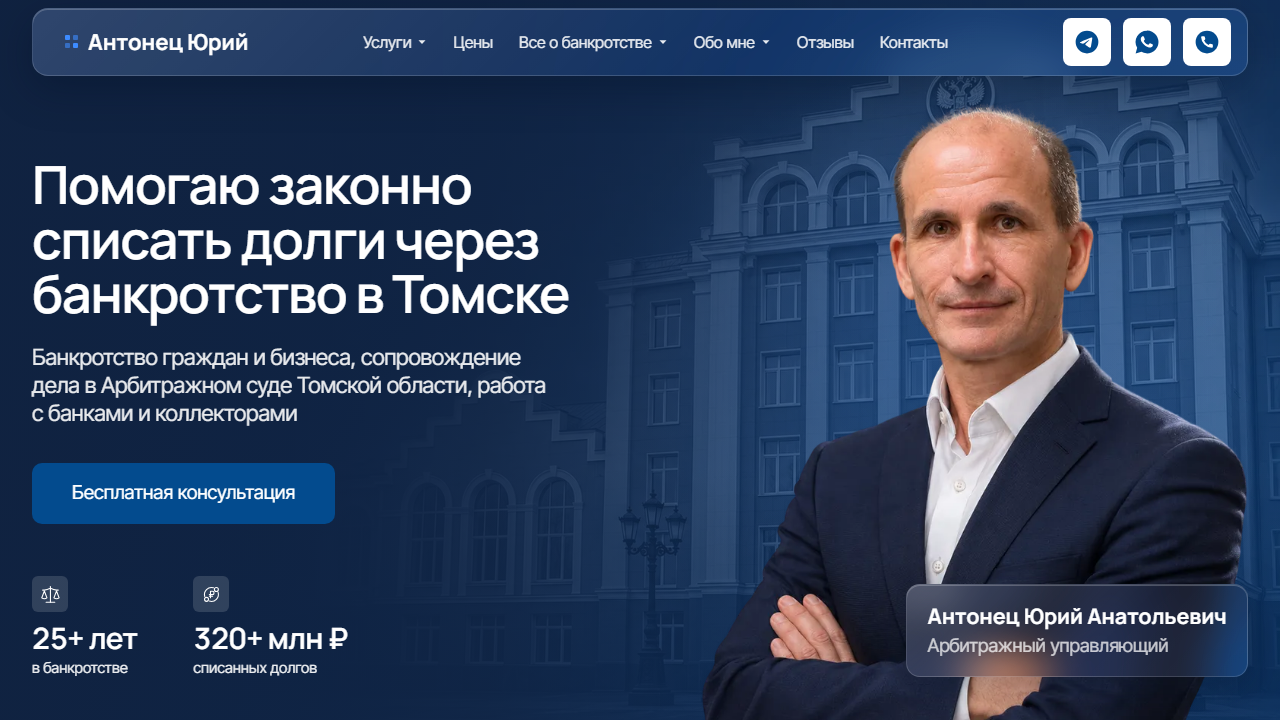 Антонец Юрий
Услуги
Цены
Все о банкротстве
Обо мне
Отзывы
Контакты
Помогаю законно
списать долги через
банкротство в Томске
Банкротство граждан и бизнеса, сопровождение
дела в Арбитражном суде Томской области, работа
с банками и коллекторами
Бесплатная консультация
25+ лет
в банкротстве
320+ млн ₽
списанных долгов
Антонец Юрий Анатольевич
Арбитражный управляющий